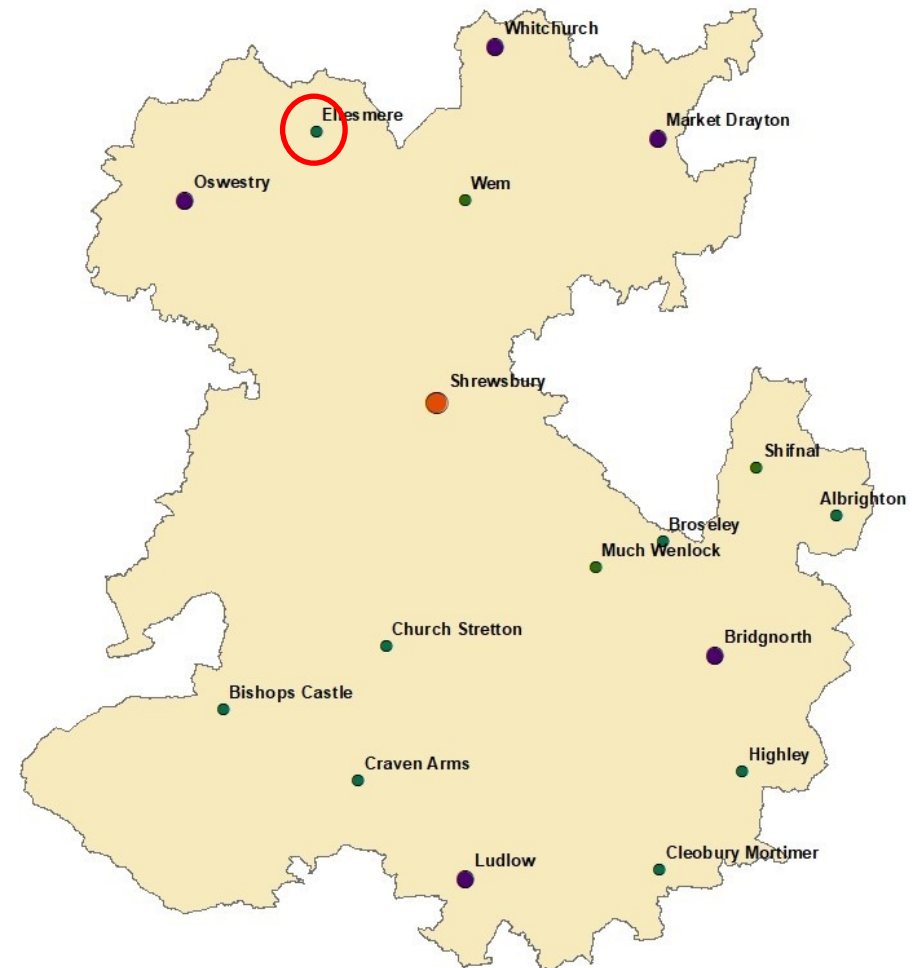 Whitchurch
Ellesmere
Market Drayton
Oswestry
Wem
Shrewsbury
Shifnal
Albrighton
Broseley
Much Wenlock
Church Stretton
Bridgnorth
Bishops Castle
Craven Arms
Highley
Ludlow
Cleobury Mortimer